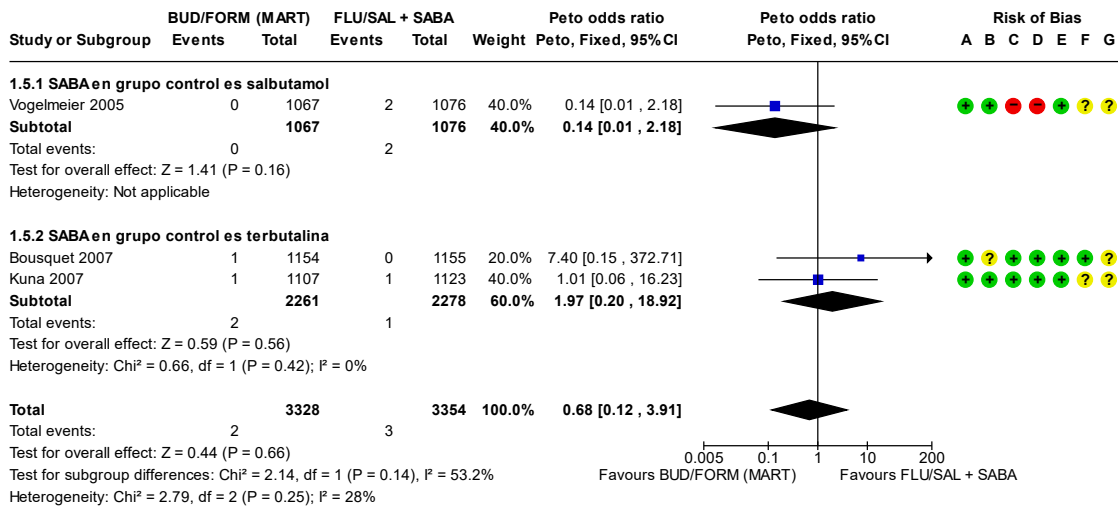 BUD/FORM (MART) FLU/SAL + SABA Peto odds ratio Peto odds ratio Risk of Bias
Study or Subgroup Events Total Events Total Weight Peto, Fixed, 95%CI Peto, Fixed, 95%CI A B C D E F G
1.5.1 SABA en grupo control es salbutamol
Vogelmeier 2005 0 1067 2 1076 40.0% 0.14 [0.01 , 2.18] + + − − + ? ?
Subtotal 1067 1076 40.0% 0.14 [0.01 , 2.18]
Total events: 0 2
Test for overall effect: Z = 1.41 (P = 0.16)
Heterogeneity: Not applicable
1.5.2 SABA en grupo control es terbutalina
Bousquet 2007 1 1154 0 1155 20.0% 7.40 [0.15 , 372.71] + ? + + + + ?
Kuna 2007 1 1107 1 1123 40.0% 1.01 [0.06 , 16.23] + + + + + ? ?
Subtotal 2261 2278 60.0% 1.97 [0.20 , 18.92]
Total events: 2 1
Test for overall effect: Z = 0.59 (P = 0.56)
Heterogeneity: Chi² = 0.66, df = 1 (P = 0.42); I² = 0%
Total 3328 3354 100.0% 0.68 [0.12 , 3.91]
Total events: 2 3
Test for overall effect: Z = 0.44 (P = 0.66)
0.005 0.1 1 10 200
Test for subgroup differences: Chi² = 2.14, df = 1 (P = 0.14), I² = 53.2%
Favours BUD/FORM (MART) Favours FLU/SAL + SABA
Heterogeneity: Chi² = 2.79, df = 2 (P = 0.25); I² = 28%